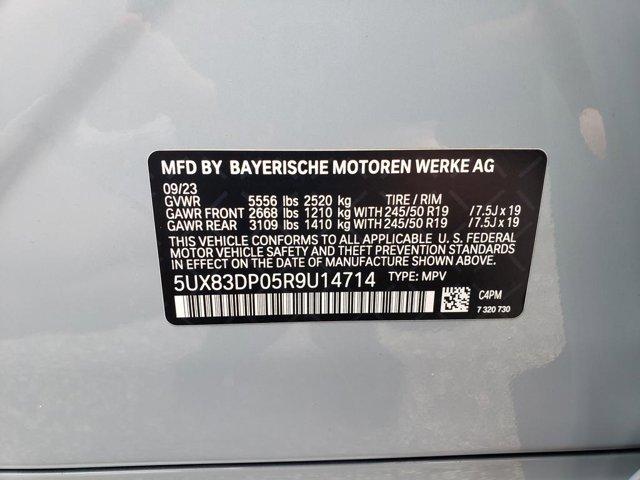 MFD BY BAYERISCHE MOTOREN WERKE AG
09/23
GVWR 5556 lbs 2520 kg TIRE / RIM
GAWR FRONT 2668 lbs 1210 kg WITH 245/50 R19 / 7.5J x 19
GAWR REAR 3109 lbs 1410 kg WITH 245/50 R19 / 7.5J x 19
THIS VEHICLE CONFORMS TO ALL APPLICABLE U. S. FEDERAL
MOTOR VEHICLE SAFETY AND THEFT PREVENTION STANDARDS
IN EFFECT ON THE DATE OF MANUFACTURE SHOWN ABOVE.
5UX83DP05R9U14714 TYPE: MPV
C4PM
7 320 730